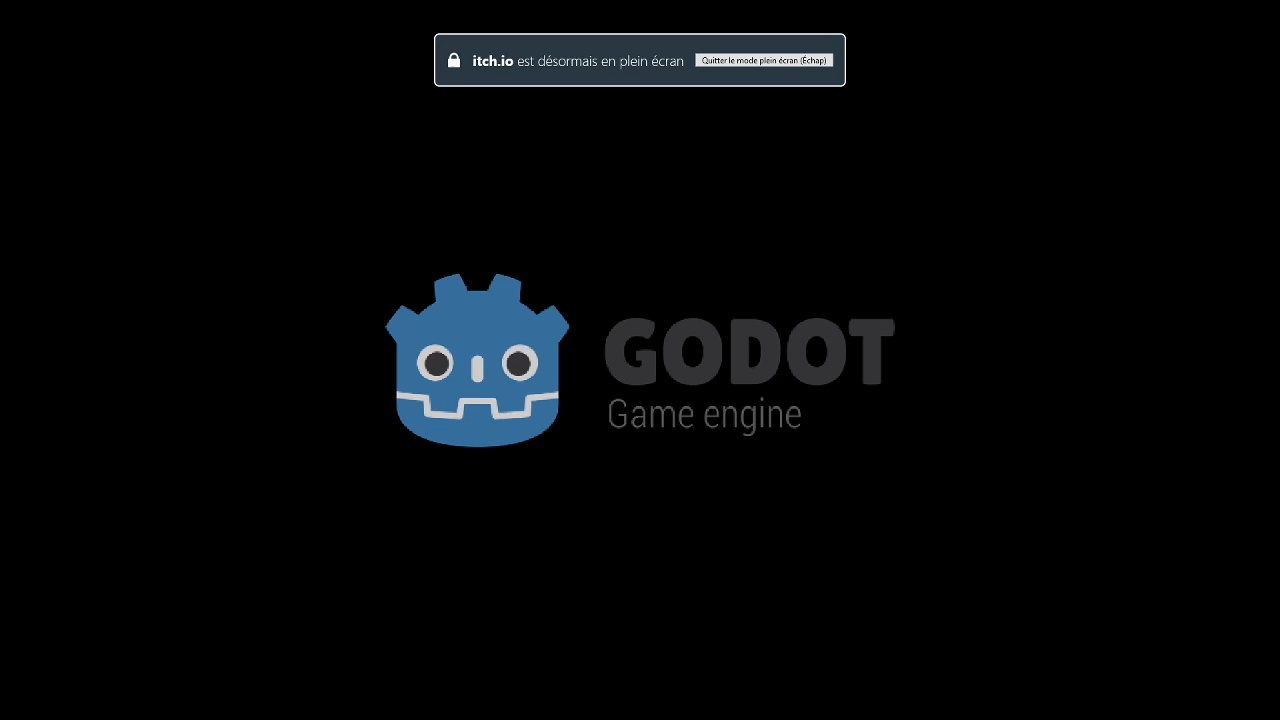 itch.io est désormais en plein écran Quitter le mode plein écran (Échap)
GODOT
Game engine